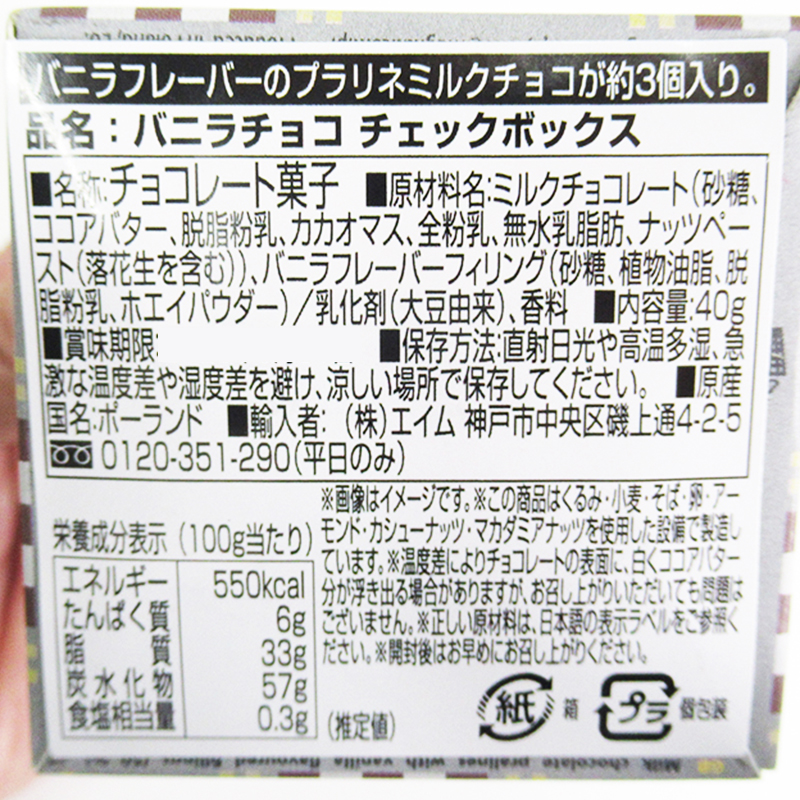 バニラフレーバーのプラリネミルクチョコが約3個入り。
品名：バニラチョコ チェックボックス
■名称:チョコレート菓子 ■原材料名:ミルクチョコレート(砂糖、
ココアバター、脱脂粉乳、カカオマス、全粉乳、無水乳脂肪、ナッツペー
スト(落花生を含む))、バニラフレーバーフィリング(砂糖、植物油脂、脱
脂粉乳、ホエイパウダー)／乳化剤(大豆由来)、香料 ■内容量:40g
■賞味期限: ■保存方法:直射日光や高温多湿、急
激な温度差や湿度差を避け、涼しい場所で保存してください。 ■原産
国名:ポーランド ■輸入者:（株）エイム 神戸市中央区磯上通4-2-5
0120-351-290(平日のみ)
※画像はイメージです。※この商品はくるみ・小麦・そば・卵・アー
モンド・カシューナッツ・マカダミアナッツを使用した設備で製造し
ています。※温度差によりチョコレートの表面に、白くココアバター
分が浮き出る場合がありますが、お召し上がりいただいても問題は
ございません。※正しい原材料は、日本語の表示ラベルをご参照く
ださい。※開封後はお早めにお召し上がりください。
栄養成分表示（100g当たり）
エネルギー 550kcal
たんぱく質 6g
脂質 33g
炭水化物 57g
食塩相当量 0.3g
（推定値）
紙 箱
プラ 個包装
Milk chocolate pralines with vanilla flavoured filling